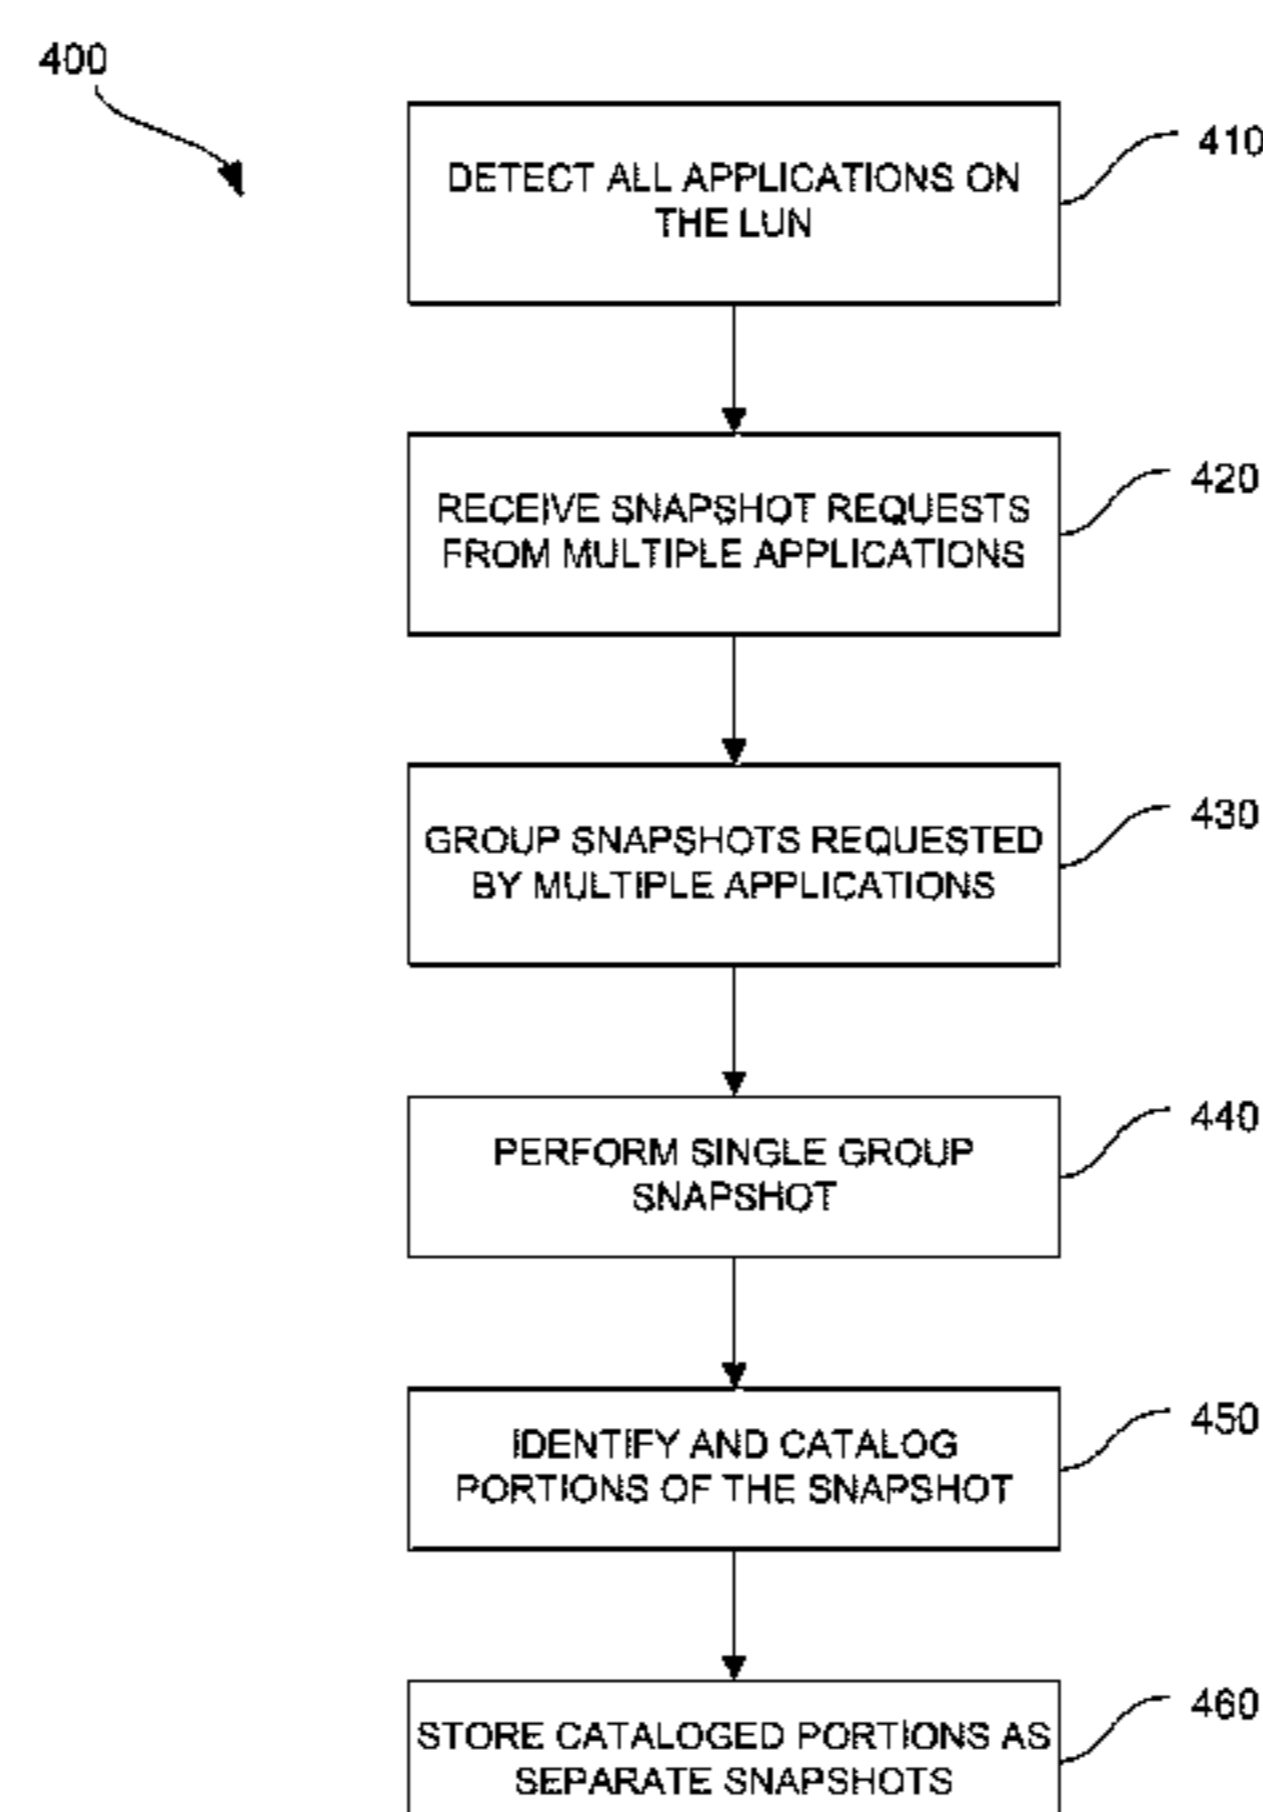 400
DETECT ALL APPLICATIONS ON
THE LUN
410
RECEIVE SNAPSHOT REQUESTS
FROM MULTIPLE APPLICATIONS
420
GROUP SNAPSHOTS REQUESTED
BY MULTIPLE APPLICATIONS
430
PERFORM SINGLE GROUP
SNAPSHOT
440
IDENTIFY AND CATALOG
PORTIONS OF THE SNAPSHOT
450
STORE CATALOGED PORTIONS AS
SEPARATE SNAPSHOTS
460